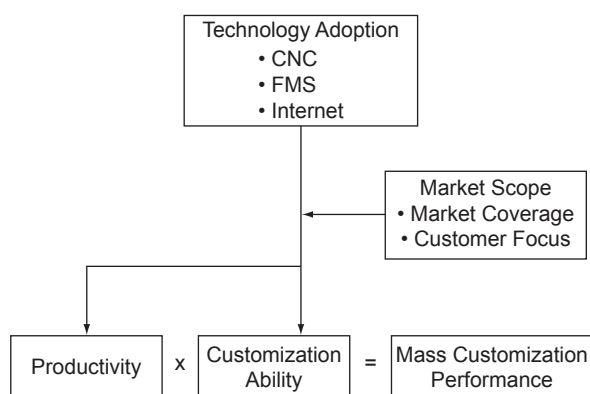 Technology Adoption
• CNC
• FMS
• Internet
Market Scope
• Market Coverage
• Customer Focus
Productivity x Customization Ability = Mass Customization Performance